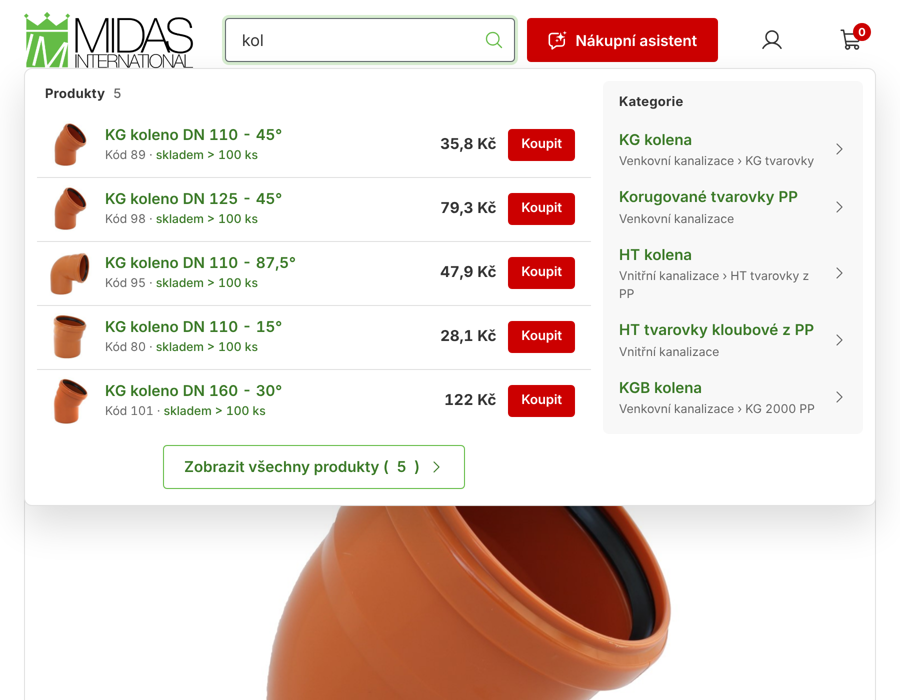 MIDAS
INTERNATIONAL
kol
Nákupní asistent
0
Produkty 5
KG koleno DN 110 - 45°
Kód 89 · skladem > 100 ks
35,8 Kč
Koupit
KG koleno DN 125 - 45°
Kód 98 · skladem > 100 ks
79,3 Kč
Koupit
KG koleno DN 110 - 87,5°
Kód 95 · skladem > 100 ks
47,9 Kč
Koupit
KG koleno DN 110 - 15°
Kód 80 · skladem > 100 ks
28,1 Kč
Koupit
KG koleno DN 160 - 30°
Kód 101 · skladem > 100 ks
122 Kč
Koupit
Zobrazit všechny produkty ( 5 )
Kategorie
KG kolena
Venkovní kanalizace › KG tvarovky
Korugované tvarovky PP
Venkovní kanalizace
HT kolena
Vnitřní kanalizace › HT tvarovky z
PP
HT tvarovky kloubové z PP
Vnitřní kanalizace
KGB kolena
Venkovní kanalizace › KG 2000 PP